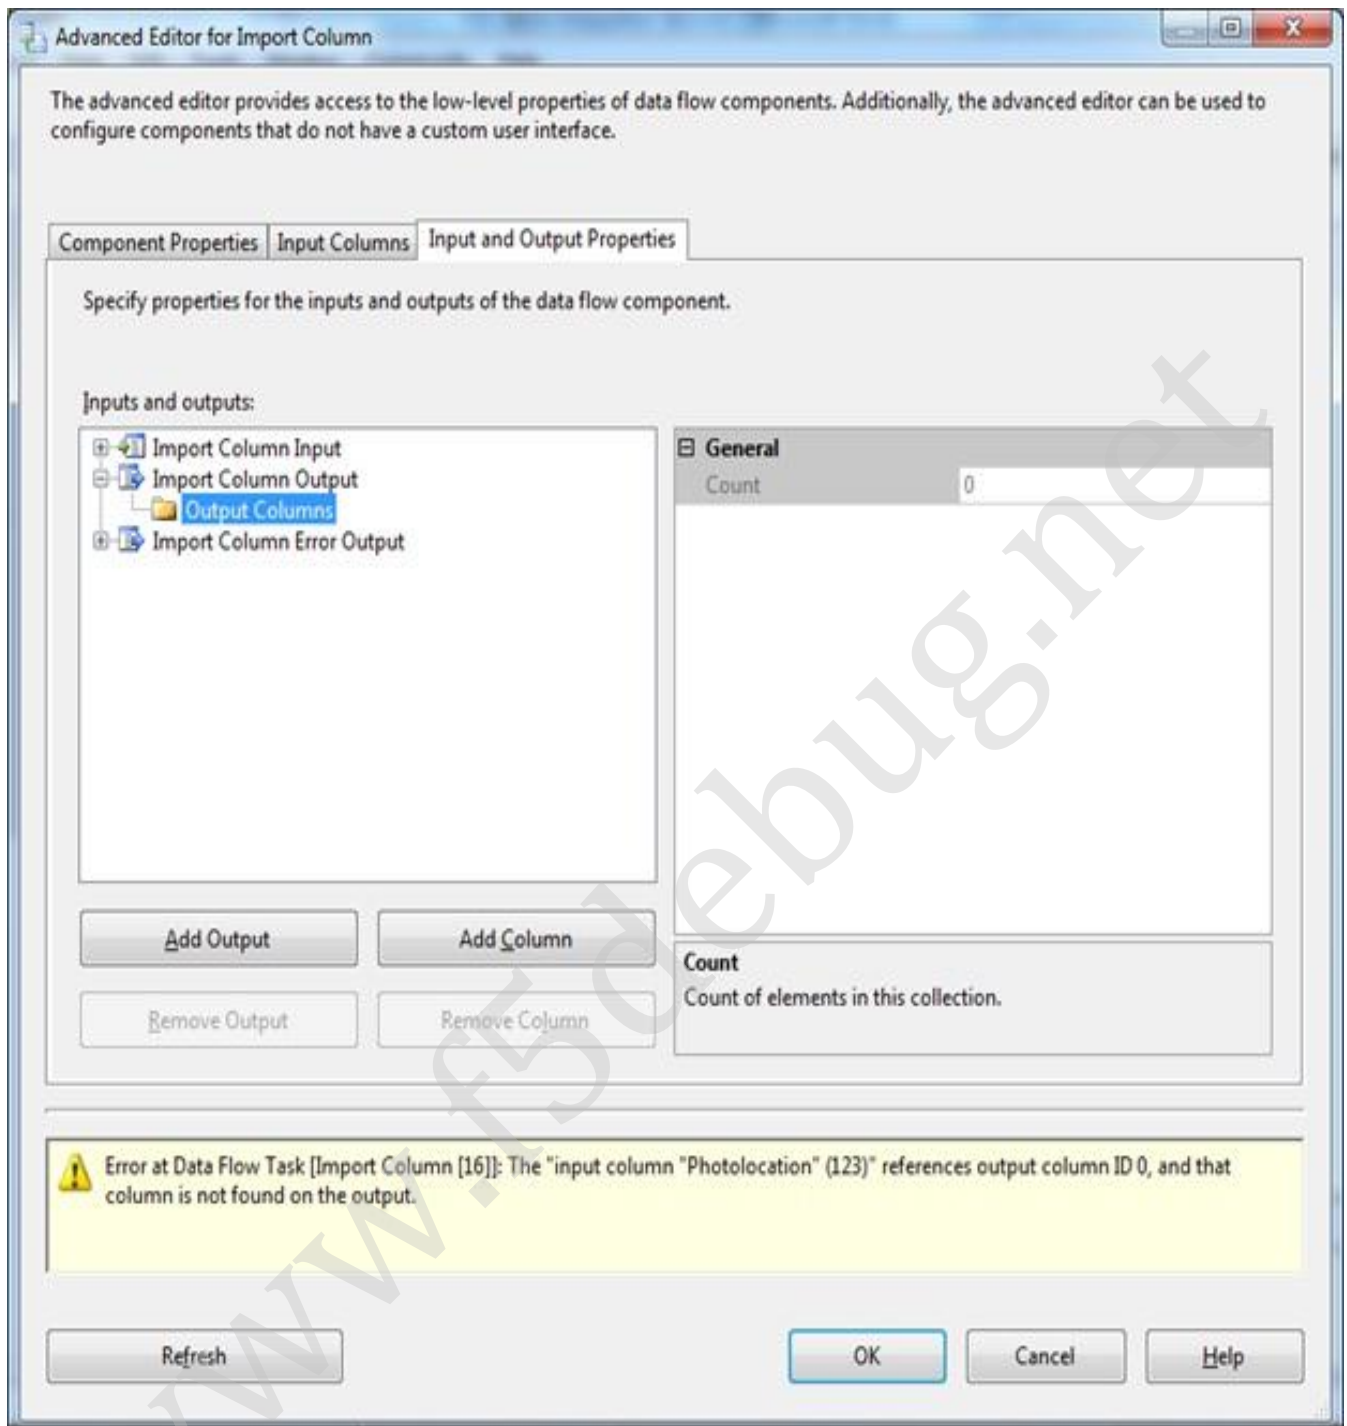 Advanced Editor for Import Column
The advanced editor provides access to the low-level properties of data flow components. Additionally, the advanced editor can be used to
configure components that do not have a custom user interface.
Component Properties
Input Columns
Input and Output Properties
Specify properties for the inputs and outputs of the data flow component.
Inputs and outputs:
Import Column Input
Import Column Output
Output Columns
Import Column Error Output
General
Count
0
Add Output
Add Column
Remove Output
Remove Column
Count
Count of elements in this collection.
Error at Data Flow Task [Import Column [16]]: The "input column "Photolocation" (123)" references output column ID 0, and that
column is not found on the output.
Refresh
OK
Cancel
Help
www.f5debug.net